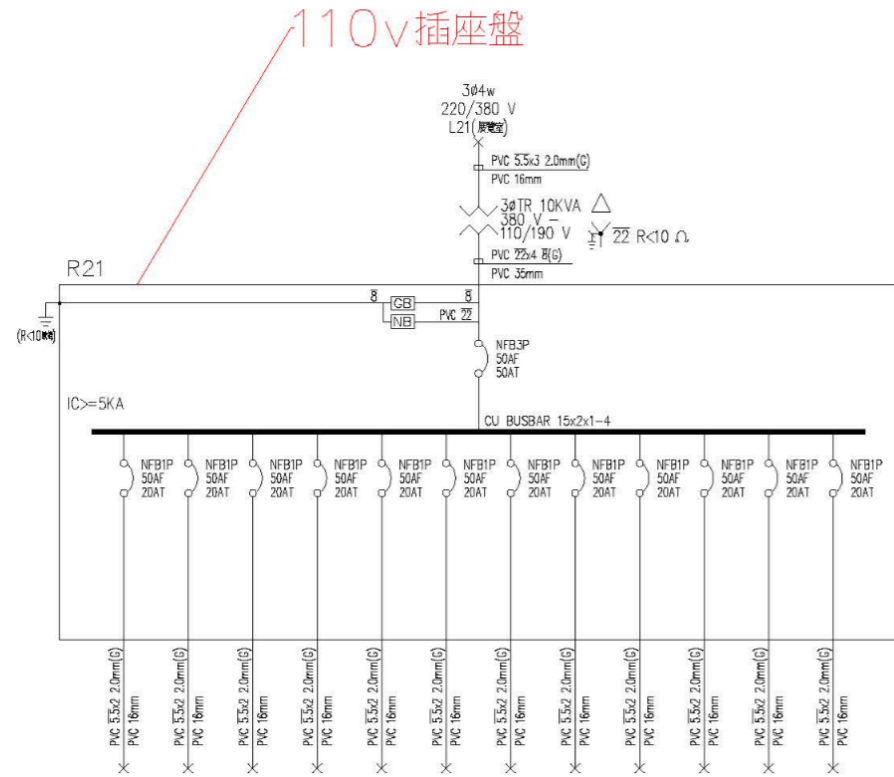 110v插座盤
3ø4w
220/380 V
L21(展覽室)
PVC 5.5x3 2.0mm(G)
PVC 16mm
3øTR 10KVA △
380 V –
110/190 V
22 R<10 Ω
PVC 22x4 8(G)
PVC 35mm
R21
8 GB 8
NB PVC 22
(R<10
NFB3P
50AF
50AT
IC>=5KA
CU BUSBAR 15x2x1-4
NFB1P NFB1P NFB1P NFB1P NFB1P NFB1P NFB1P NFB1P NFB1P NFB1P NFB1P NFB1P
50AF 50AF 50AF 50AF 50AF 50AF 50AF 50AF 50AF 50AF 50AF 50AF
20AT 20AT 20AT 20AT 20AT 20AT 20AT 20AT 20AT 20AT 20AT 20AT
PVC 5.5x2 2.0mm(G)
PVC 16mm
PVC 5.5x2 2.0mm(G)
PVC 16mm
PVC 5.5x2 2.0mm(G)
PVC 16mm
PVC 5.5x2 2.0mm(G)
PVC 16mm
PVC 5.5x2 2.0mm(G)
PVC 16mm
PVC 5.5x2 2.0mm(G)
PVC 16mm
PVC 5.5x2 2.0mm(G)
PVC 16mm
PVC 5.5x2 2.0mm(G)
PVC 16mm
PVC 5.5x2 2.0mm(G)
PVC 16mm
PVC 5.5x2 2.0mm(G)
PVC 16mm
PVC 5.5x2 2.0mm(G)
PVC 16mm
PVC 5.5x2 2.0mm(G)
PVC 16mm